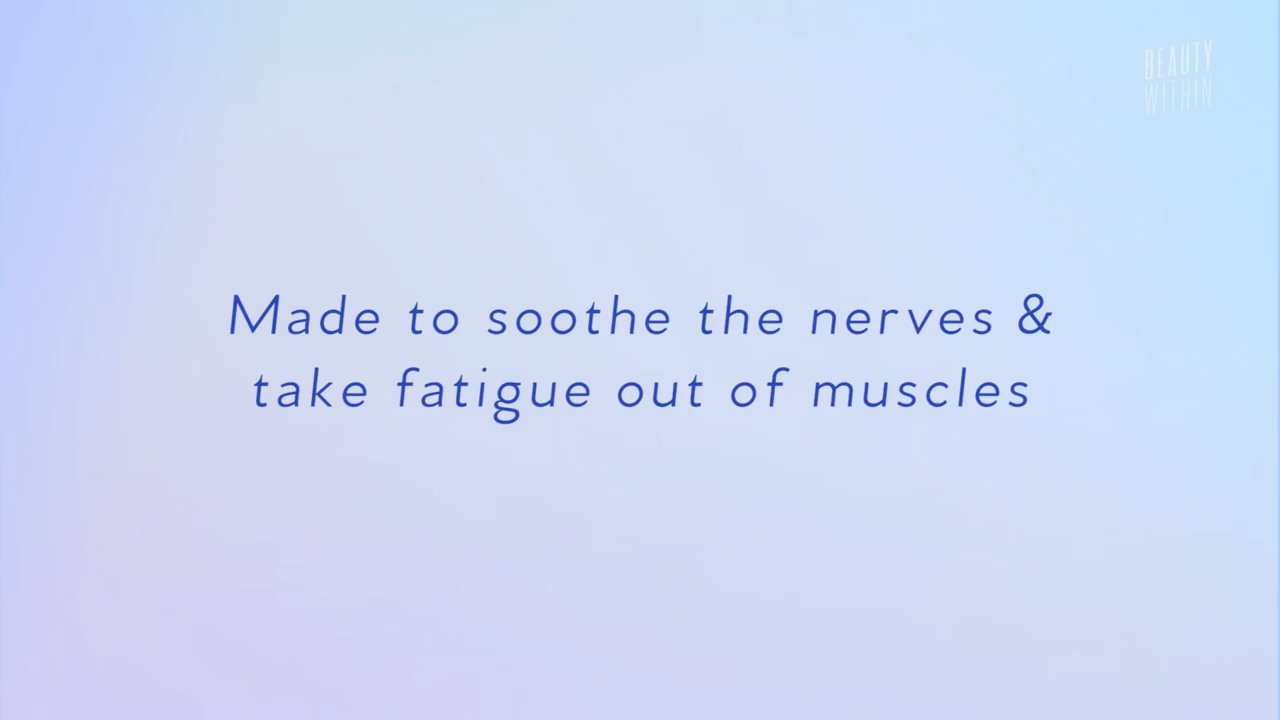 BEAUTY
WITHIN
Made to soothe the nerves &
take fatigue out of muscles